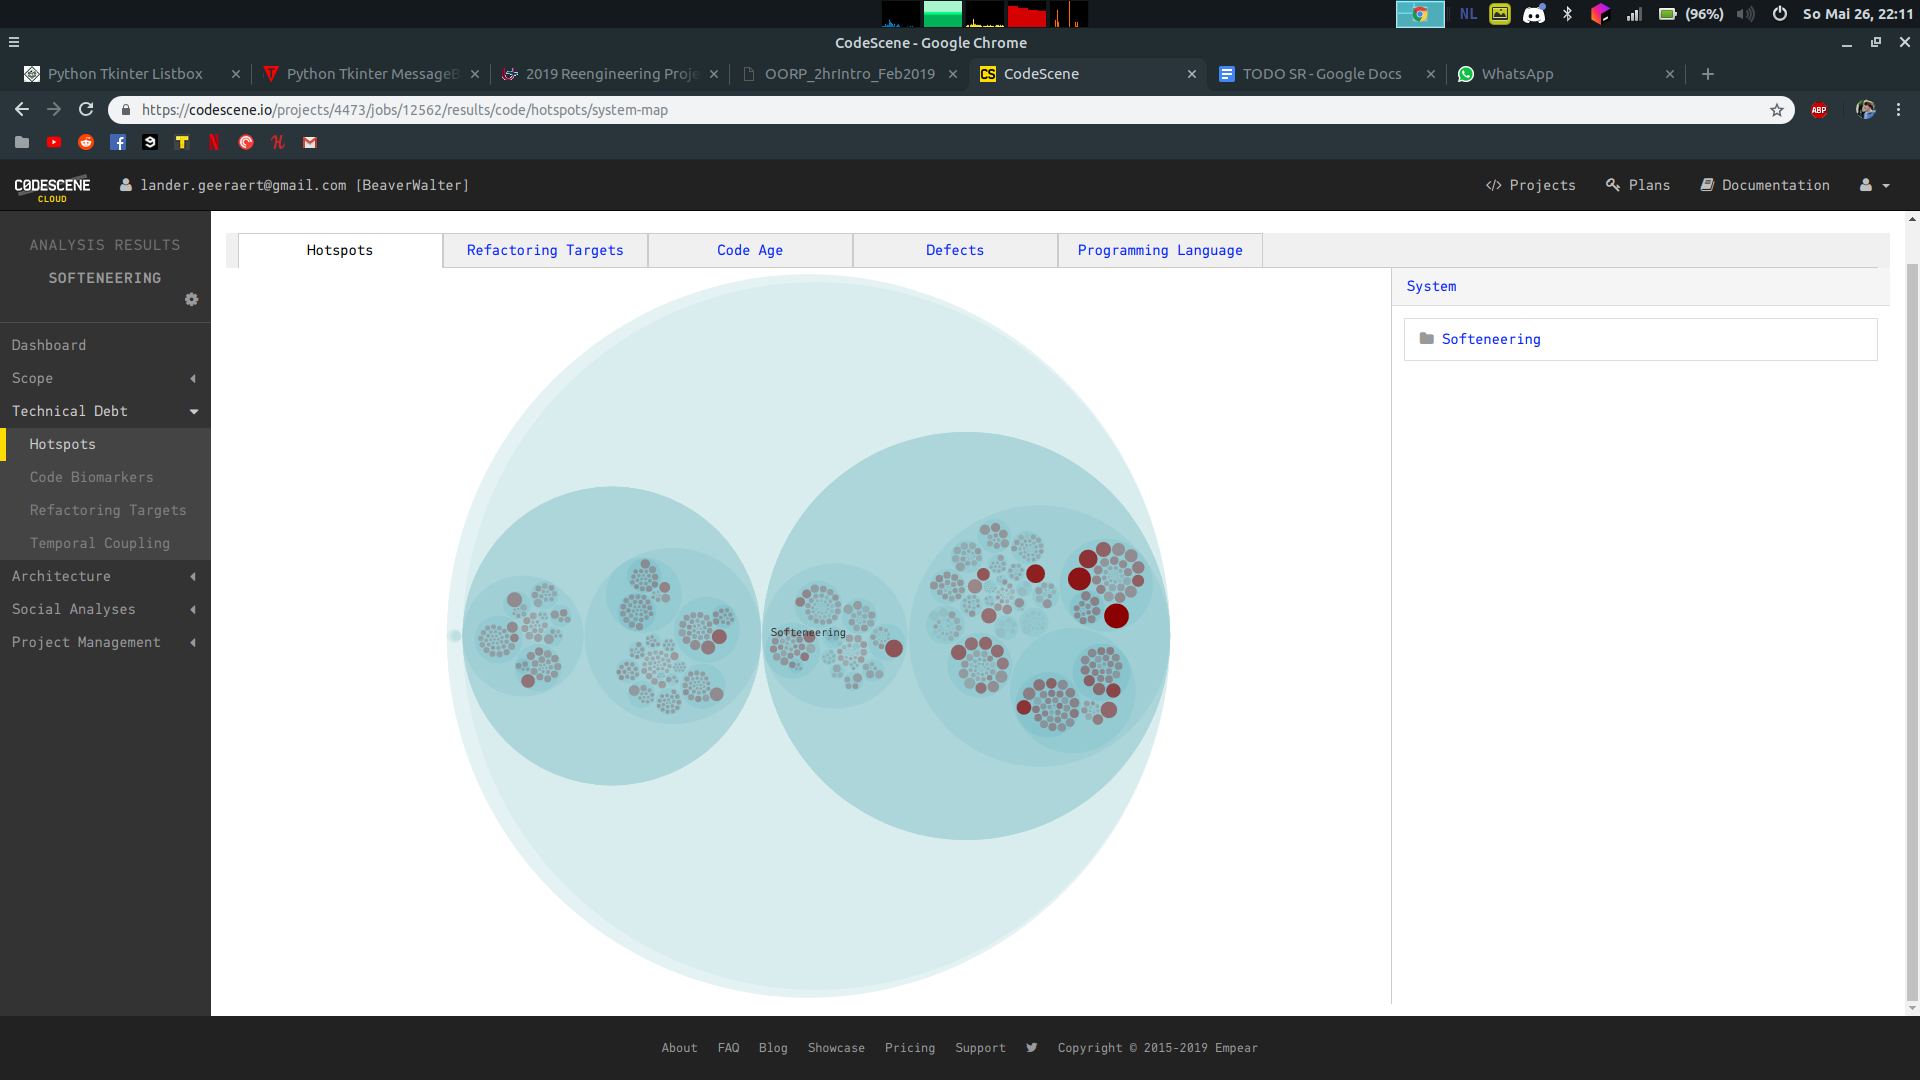 NL
(96%)
So Mai 26, 22:11
CodeScene - Google Chrome
Python Tkinter Listbox
Python Tkinter MessageB
2019 Reengineering Proje
OORP_2hrIntro_Feb2019
CodeScene
TODO SR - Google Docs
WhatsApp
https://codescene.io/projects/4473/jobs/12562/results/code/hotspots/system-map
ABP
CODESCENE
CLOUD
lander.geeraert@gmail.com [BeaverWalter]
Projects
Plans
Documentation
ANALYSIS RESULTS
SOFTENEERING
Dashboard
Scope
Technical Debt
Hotspots
Code Biomarkers
Refactoring Targets
Temporal Coupling
Architecture
Social Analyses
Project Management
Hotspots
Refactoring Targets
Code Age
Defects
Programming Language
Softeneering
System
Softeneering
About
FAQ
Blog
Showcase
Pricing
Support
Copyright © 2015-2019 Empear